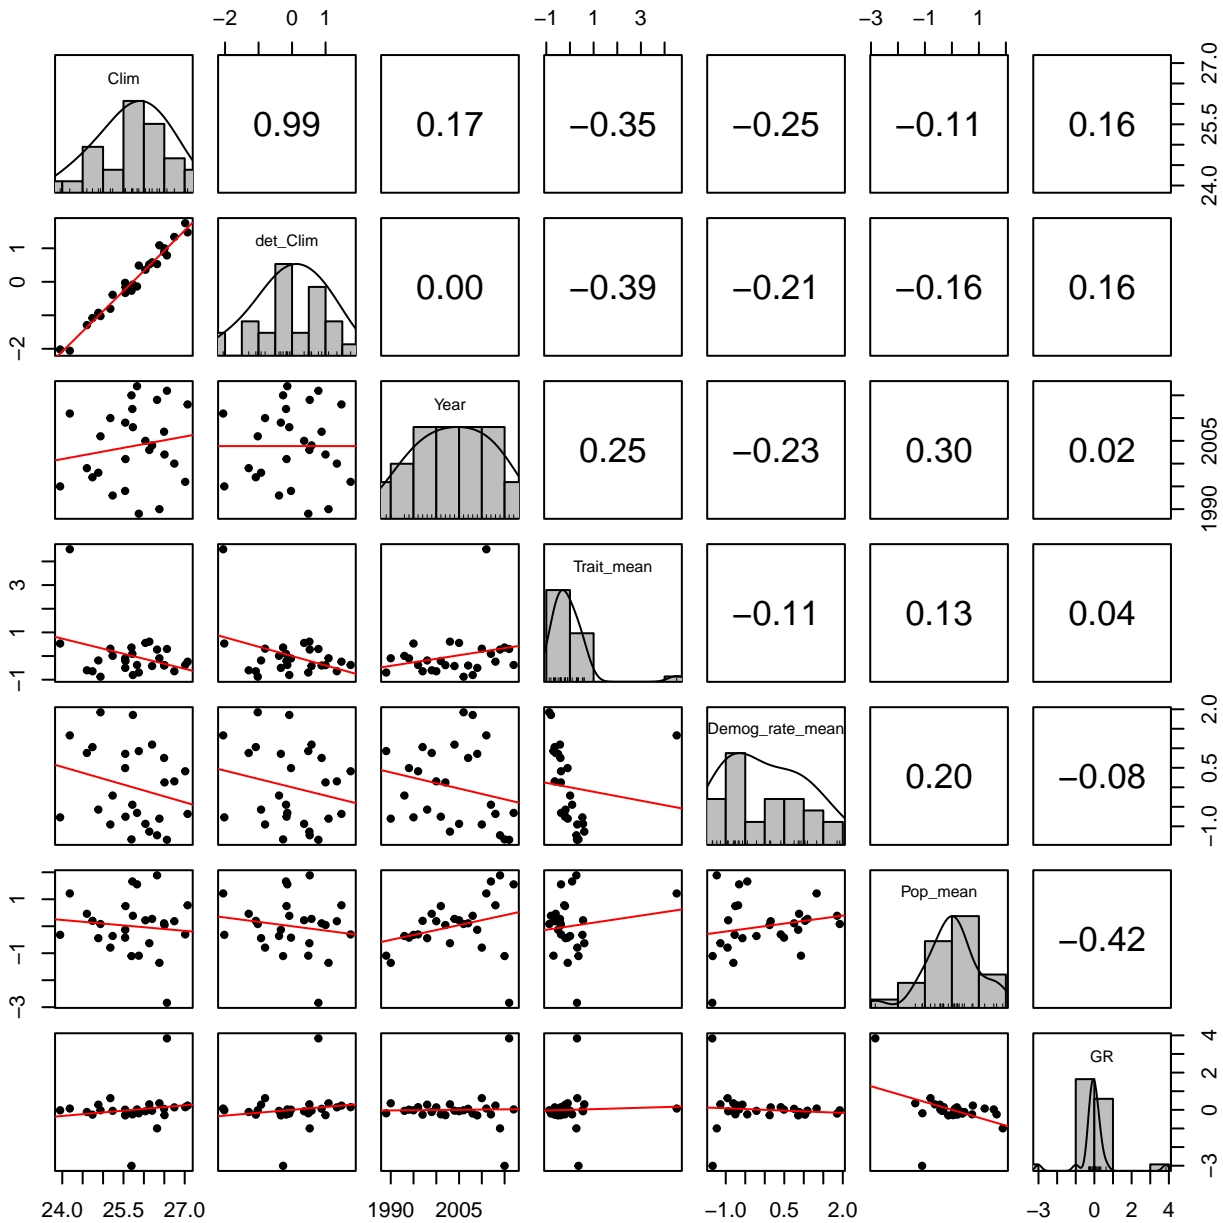 −2 0 1 −1 1 3 −3 −1 1
Clim 0.99 0.17 −0.35 −0.25 −0.11 0.16 24.0 25.5 27.0
−2 0 1 det_Clim 0.00 −0.39 −0.21 −0.16 0.16
Year 0.25 −0.23 0.30 0.02 1990 2005
−1 1 3 Trait_mean −0.11 0.13 0.04
Demog_rate_mean 0.20 −0.08 −1.0 0.5 2.0
−3 −1 1 Pop_mean −0.42
GR −3 0 2 4
24.0 25.5 27.0 1990 2005 −1.0 0.5 2.0 −3 0 2 4